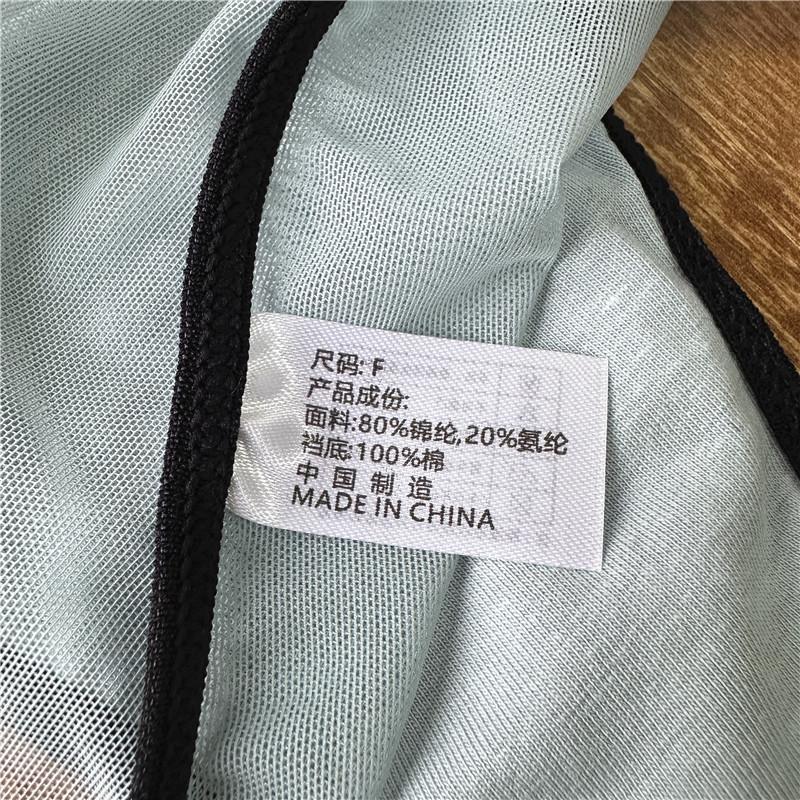 尺码: F
产品成份:
面料:80%锦纶,20%氨纶
裆底:100%棉
中国制造
MADE IN CHINA